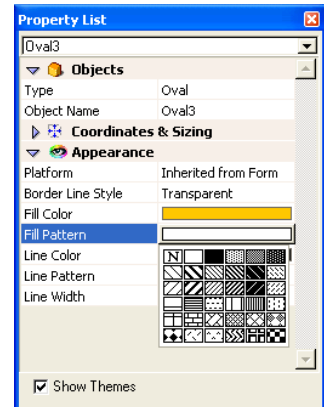 Property List
Oval3
Objects
Type Oval
Object Name Oval3
Coordinates & Sizing
Appearance
Platform Inherited from Form
Border Line Style Transparent
Fill Color
Fill Pattern
Line Color N
Line Pattern
Line Width
Show Themes